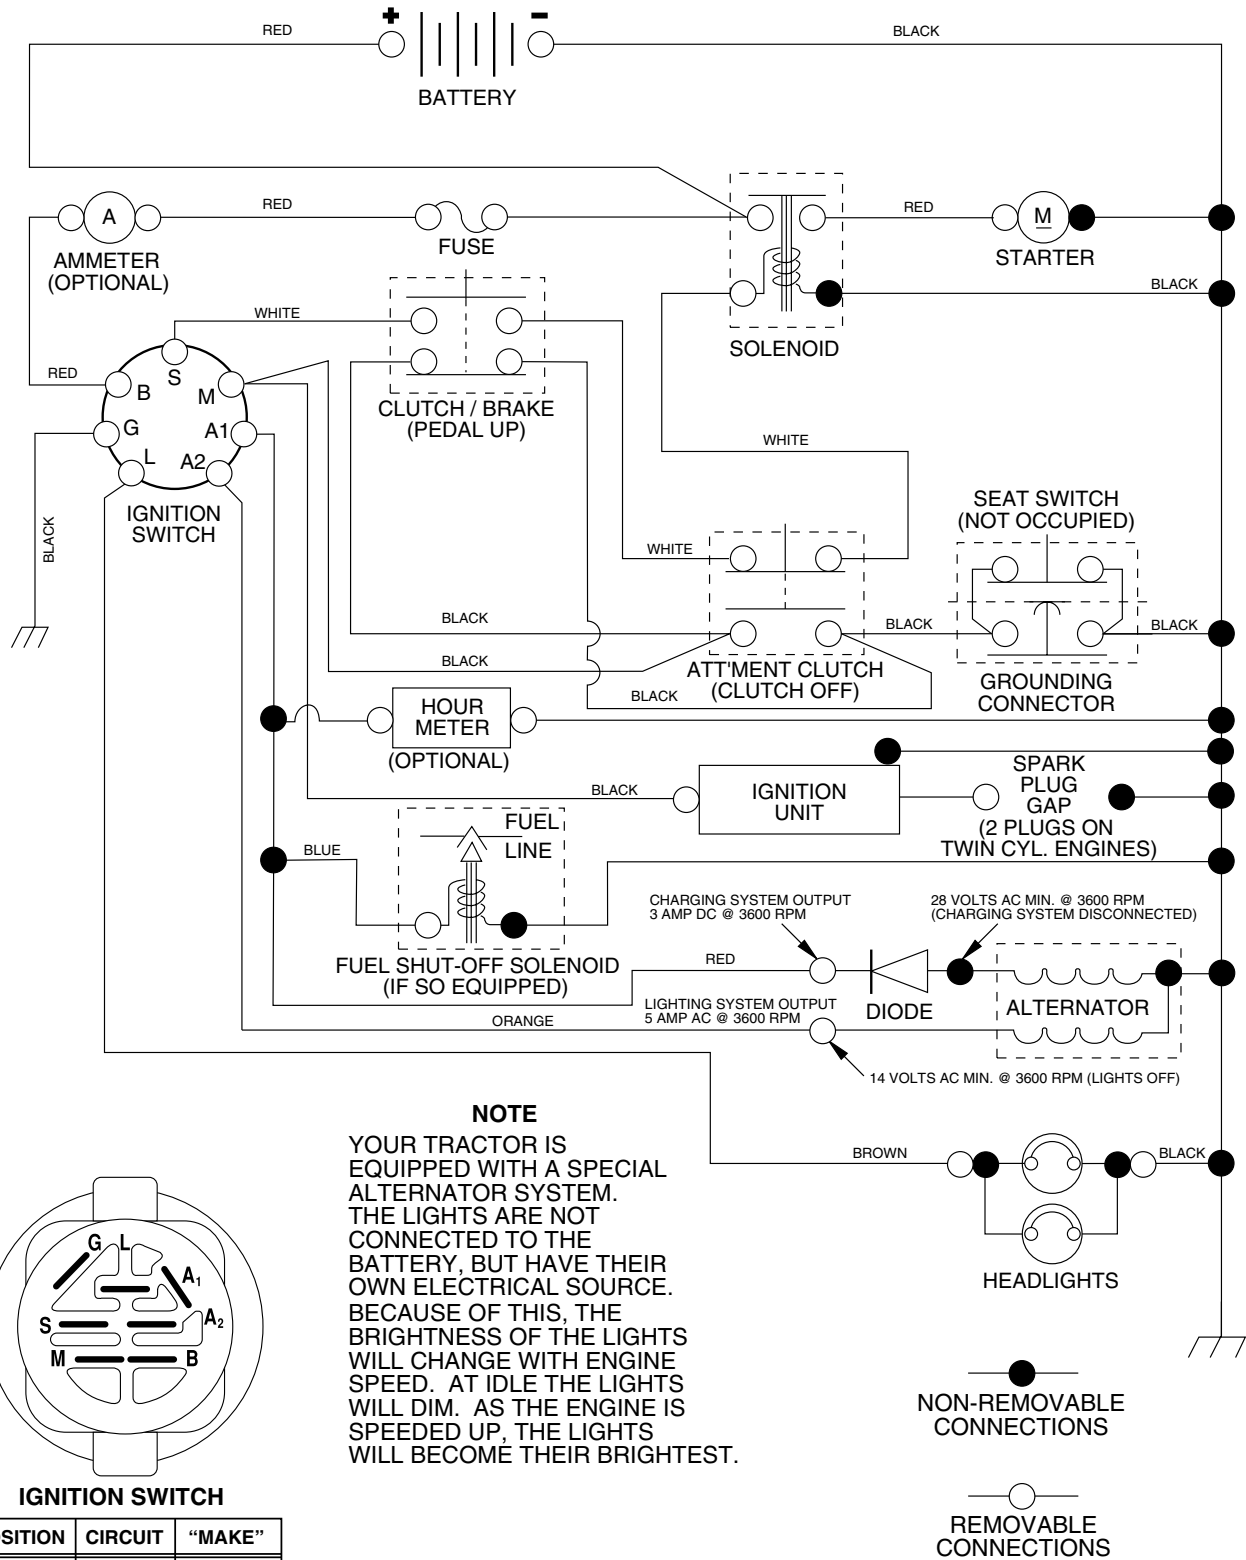 + −
RED
BLACK
BATTERY
A
RED
RED
M
AMMETER
(OPTIONAL)
FUSE
STARTER
BLACK
WHITE
SOLENOID
RED
S
B
M
G
A1
L
A2
CLUTCH / BRAKE
(PEDAL UP)
WHITE
IGNITION
SWITCH
BLACK
SEAT SWITCH
(NOT OCCUPIED)
WHITE
BLACK
BLACK
BLACK
BLACK
ATT'MENT CLUTCH
(CLUTCH OFF)
BLACK
GROUNDING
CONNECTOR
HOUR
METER
(OPTIONAL)
BLACK
IGNITION
UNIT
SPARK
PLUG
GAP
(2 PLUGS ON
TWIN CYL. ENGINES)
FUEL
LINE
BLUE
CHARGING SYSTEM OUTPUT
3 AMP DC @ 3600 RPM
28 VOLTS AC MIN. @ 3600 RPM
(CHARGING SYSTEM DISCONNECTED)
FUEL SHUT-OFF SOLENOID
(IF SO EQUIPPED)
RED
DIODE
ALTERNATOR
LIGHTING SYSTEM OUTPUT
5 AMP AC @ 3600 RPM
ORANGE
14 VOLTS AC MIN. @ 3600 RPM (LIGHTS OFF)
NOTE
YOUR TRACTOR IS
EQUIPPED WITH A SPECIAL
ALTERNATOR SYSTEM.
THE LIGHTS ARE NOT
CONNECTED TO THE
BATTERY, BUT HAVE THEIR
OWN ELECTRICAL SOURCE.
BECAUSE OF THIS, THE
BRIGHTNESS OF THE LIGHTS
WILL CHANGE WITH ENGINE
SPEED. AT IDLE THE LIGHTS
WILL DIM. AS THE ENGINE IS
SPEEDED UP, THE LIGHTS
WILL BECOME THEIR BRIGHTEST.
BROWN
BLACK
HEADLIGHTS
G L
A1
A2
S
M
B
IGNITION SWITCH
NON-REMOVABLE
CONNECTIONS
REMOVABLE
CONNECTIONS
CIRCUIT “MAKE”